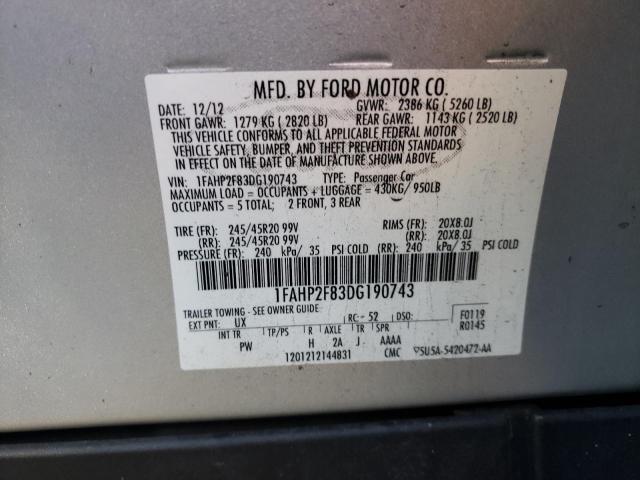 MFD. BY FORD MOTOR CO.
DATE: 12/12 GVWR: 2386 KG ( 5260 LB)
FRONT GAWR: 1279 KG ( 2820 LB) REAR GAWR: 1143 KG ( 2520 LB)
THIS VEHICLE CONFORMS TO ALL APPLICABLE FEDERAL MOTOR
VEHICLE SAFETY, BUMPER, AND THEFT PREVENTION STANDARDS
IN EFFECT ON THE DATE OF MANUFACTURE SHOWN ABOVE.
VIN: 1FAHP2F83DG190743 TYPE: Passenger Car
MAXIMUM LOAD = OCCUPANTS + LUGGAGE = 430KG/ 950LB
OCCUPANTS = 5 TOTAL; 2 FRONT, 3 REAR
TIRE (FR): 245/45R20 99V RIMS (FR): 20X8.0J
(RR): 245/45R20 99V (RR): 20X8.0J
PRESSURE (FR): 240 kPa/ 35 PSI COLD (RR): 240 kPa/ 35 PSI COLD
1FAHP2F83DG190743
TRAILER TOWING - SEE OWNER GUIDE
EXT PNT: UX RC: 52 DSO: F0119
INT TR TP/PS R AXLE TR SPR R0145
PW H 2A J AAAA
1201212144831 CMC 5U5A-5420472-AA